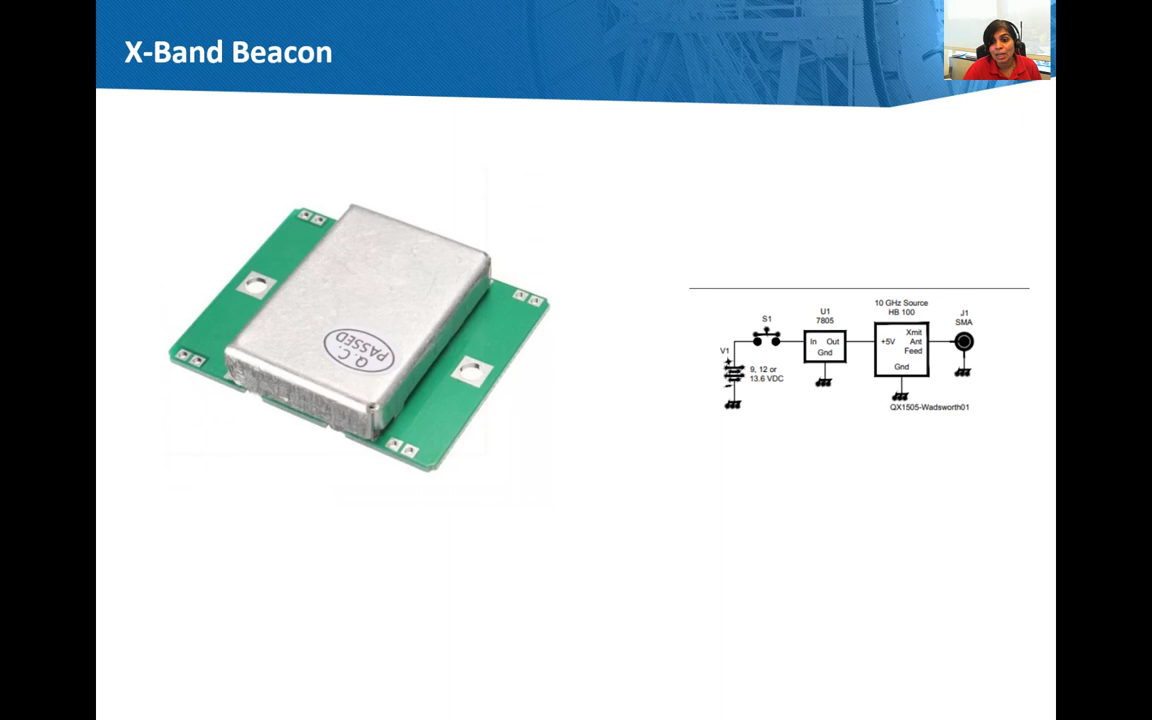 X-Band Beacon
Q.C.
PASSED
10 GHz Source
HB 100
U1
7805
J1
SMA
S1
Xmit
Ant
Feed
In Out
Gnd
+5V
V1
+
-
9, 12 or
13.6 VDC
Gnd
QX1505-Wadsworth01